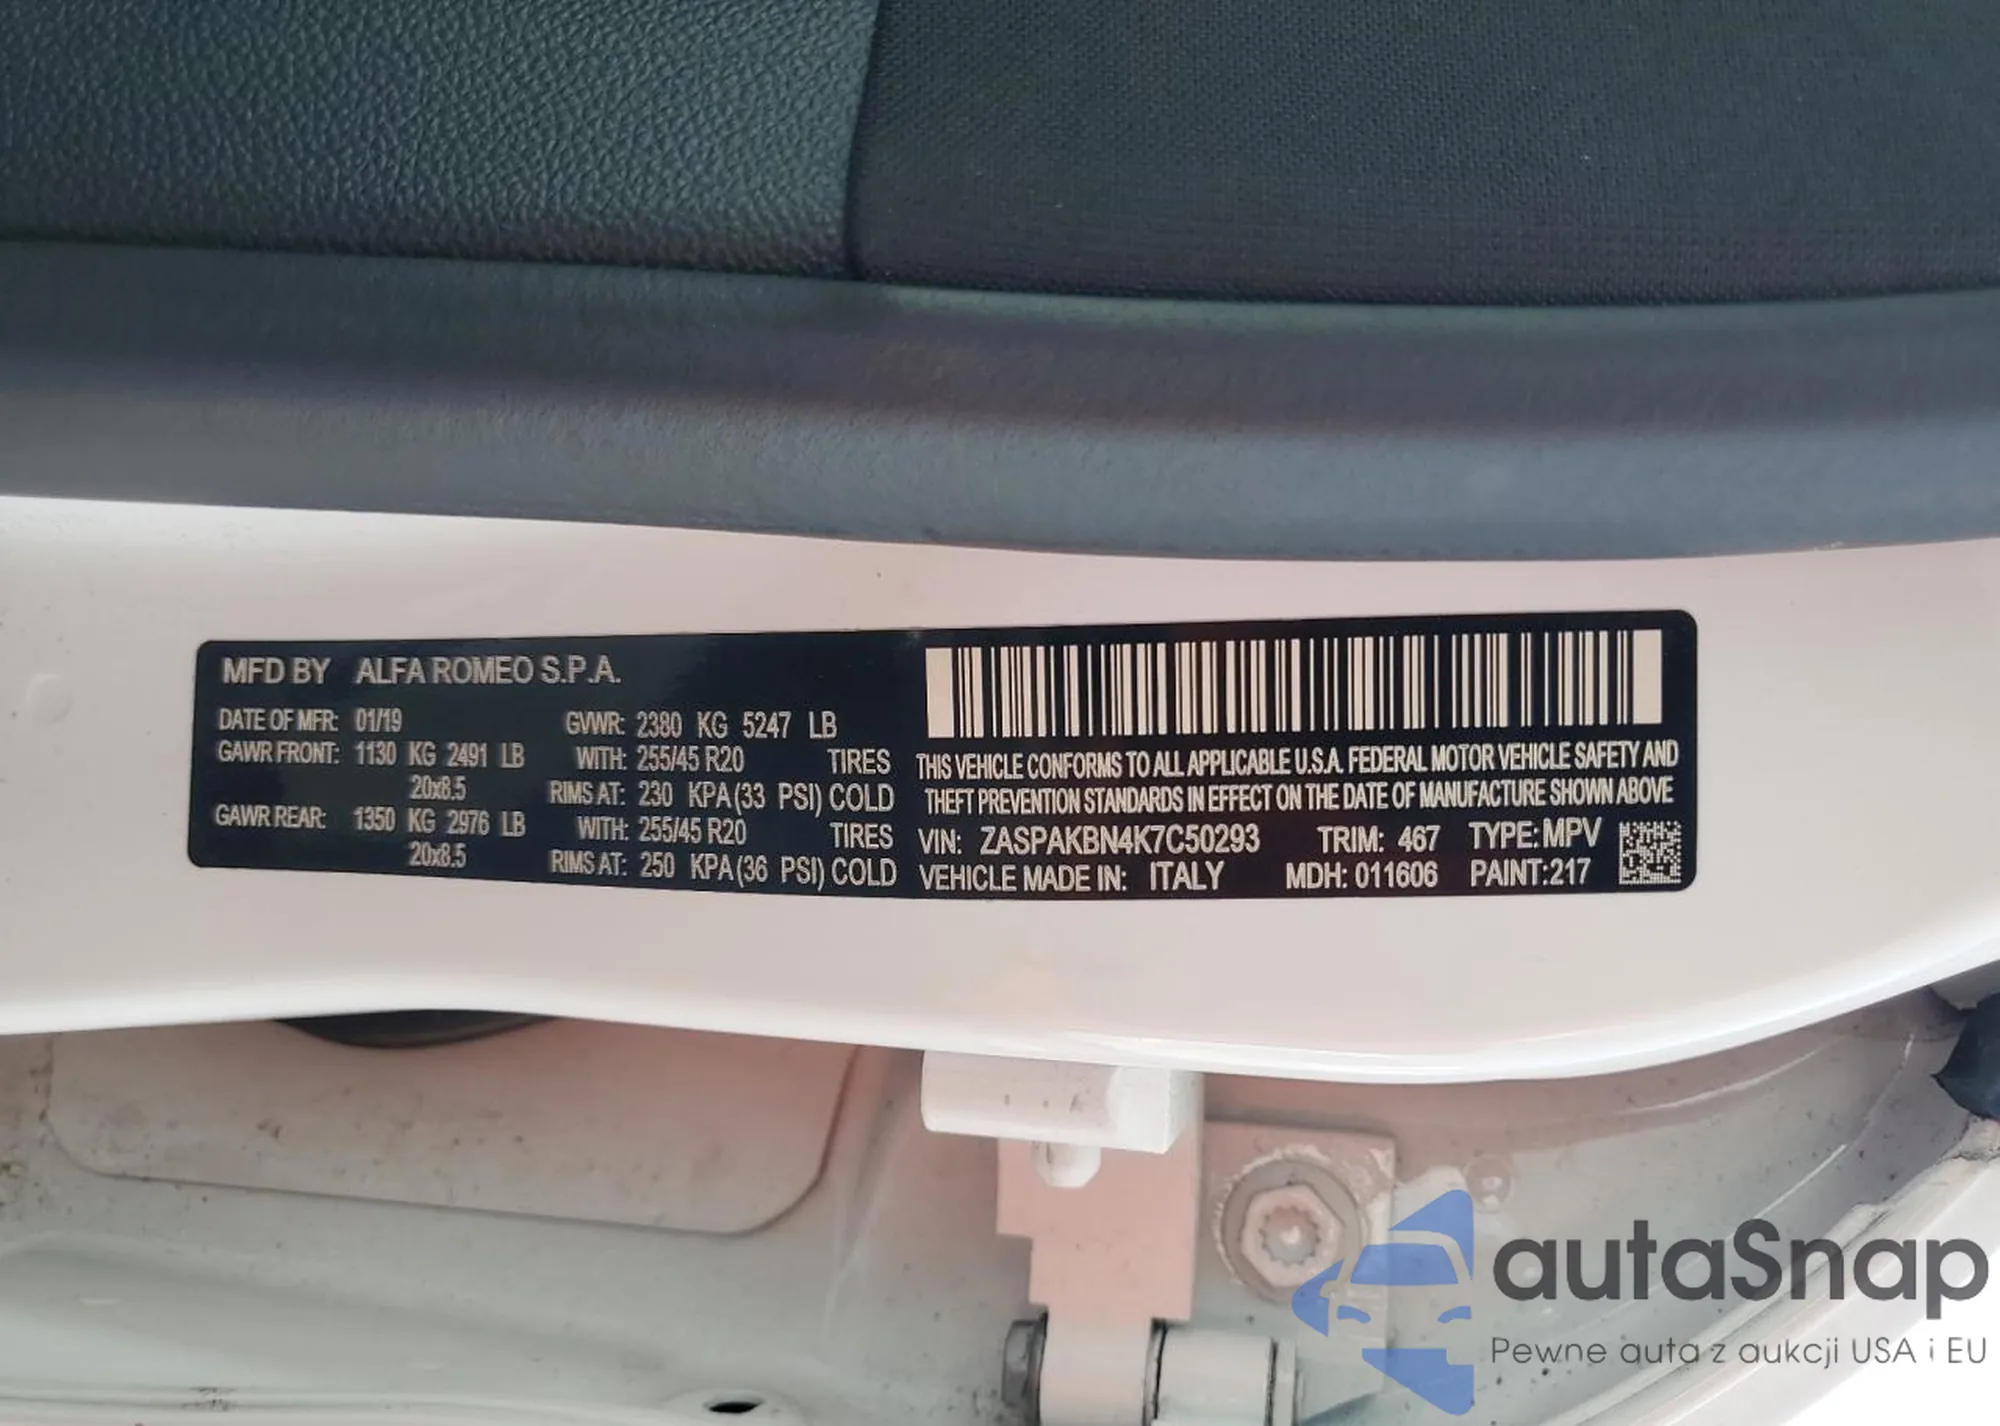 MFD BY ALFA ROMEO S.P.A.
DATE OF MFR: 01/19 GVWR: 2380 KG 5247 LB
GAWR FRONT: 1130 KG 2491 LB WITH: 255/45 R20 TIRES
20x8.5 RIMS AT: 230 KPA(33 PSI) COLD
GAWR REAR: 1350 KG 2976 LB WITH: 255/45 R20 TIRES
20x8.5 RIMS AT: 250 KPA(36 PSI) COLD
THIS VEHICLE CONFORMS TO ALL APPLICABLE U.S.A. FEDERAL MOTOR VEHICLE SAFETY AND
THEFT PREVENTION STANDARDS IN EFFECT ON THE DATE OF MANUFACTURE SHOWN ABOVE
VIN: ZASPAKBN4K7C50293 TRIM: 467 TYPE: MPV
VEHICLE MADE IN: ITALY MDH: 011606 PAINT:217
autaSnap
Pewne auta z aukcji USA i EU